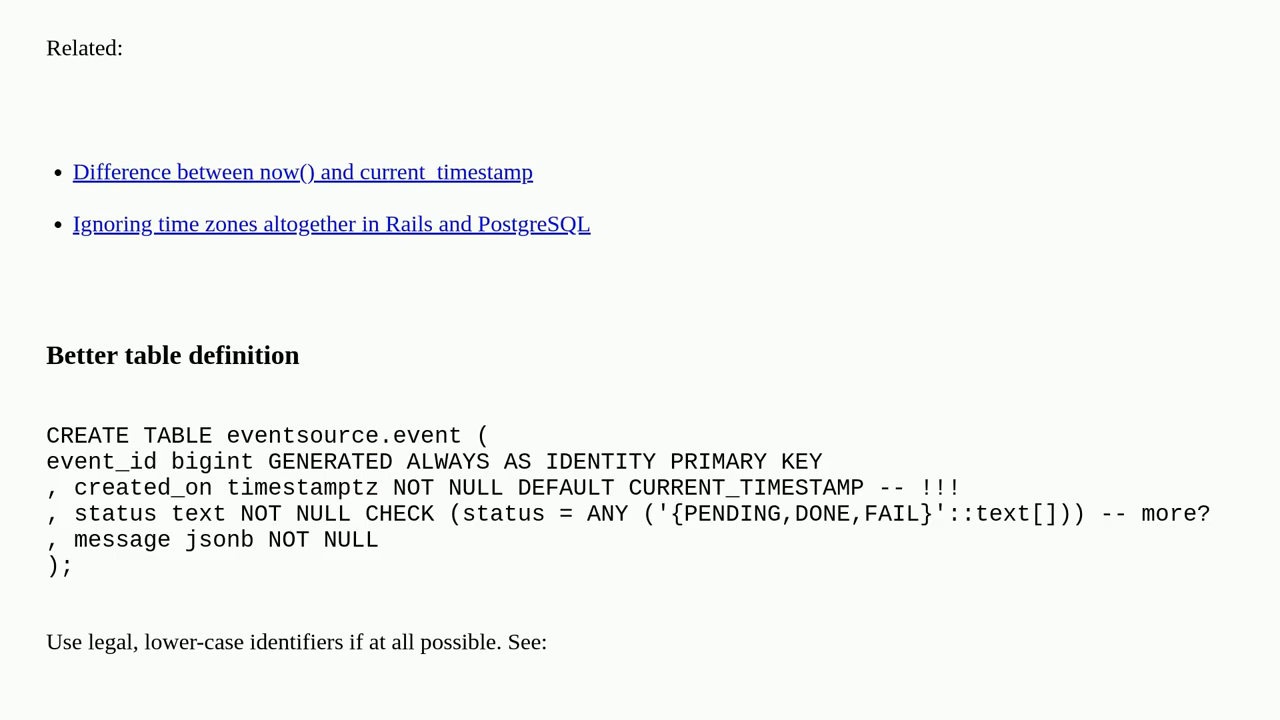 Related:
• Difference between now() and current_timestamp
• Ignoring time zones altogether in Rails and PostgreSQL
Better table definition
CREATE TABLE eventsource.event (
event_id bigint GENERATED ALWAYS AS IDENTITY PRIMARY KEY
, created_on timestamptz NOT NULL DEFAULT CURRENT_TIMESTAMP -- !!!
, status text NOT NULL CHECK (status = ANY ('{PENDING,DONE,FAIL}'::text[])) -- more?
, message jsonb NOT NULL
);
Use legal, lower-case identifiers if at all possible. See: